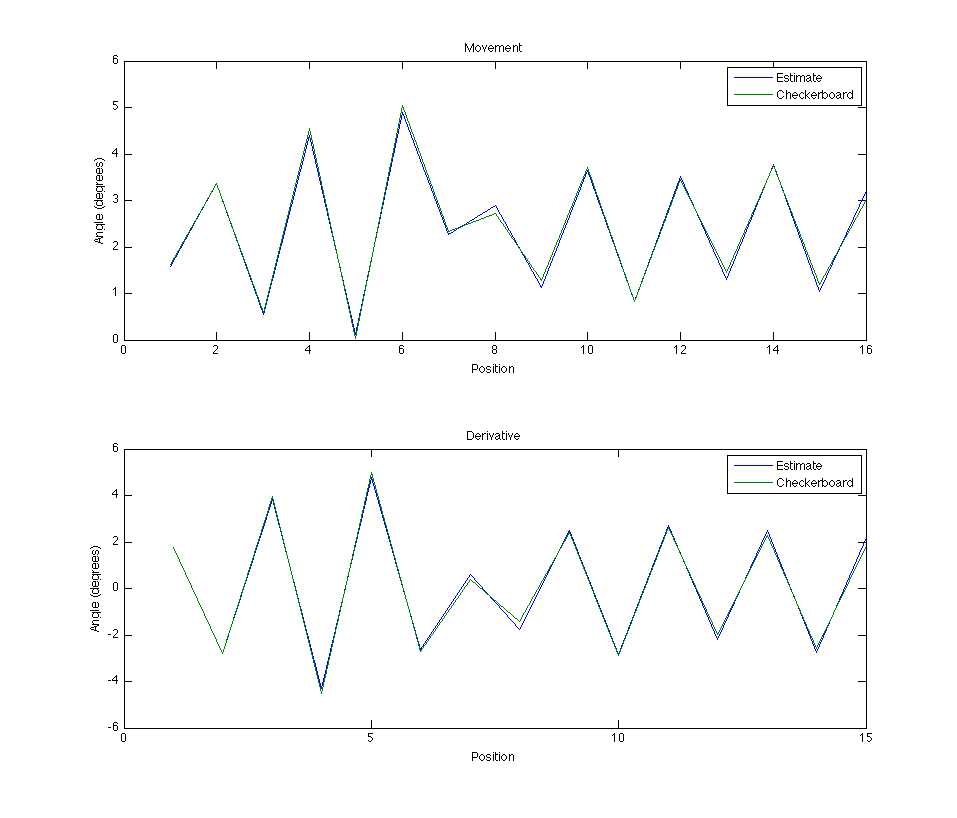 Movement
6
5
4
3
2
1
0
Angle (degrees)
Estimate
Checkerboard
0 2 4 6 8 10 12 14 16
Position
Derivative
6
4
2
0
-2
-4
-6
Angle (degrees)
Estimate
Checkerboard
0 5 10 15
Position